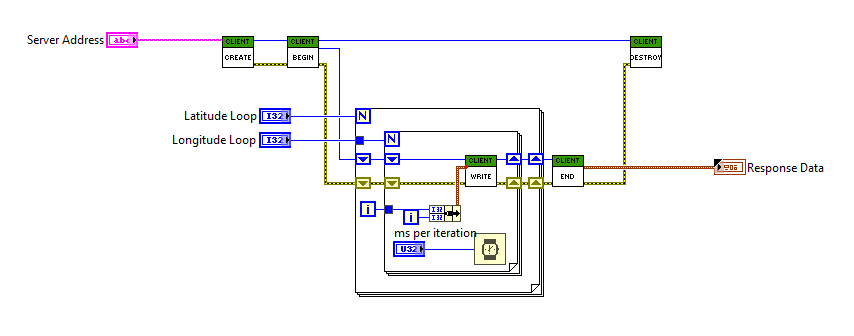 Server Address
abc
CLIENT
CREATE
CLIENT
BEGIN
CLIENT
DESTROY
Latitude Loop
I32
N
Longitude Loop
I32
N
CLIENT
WRITE
CLIENT
END
Response Data
i
i
I32
I32
ms per iteration
U32